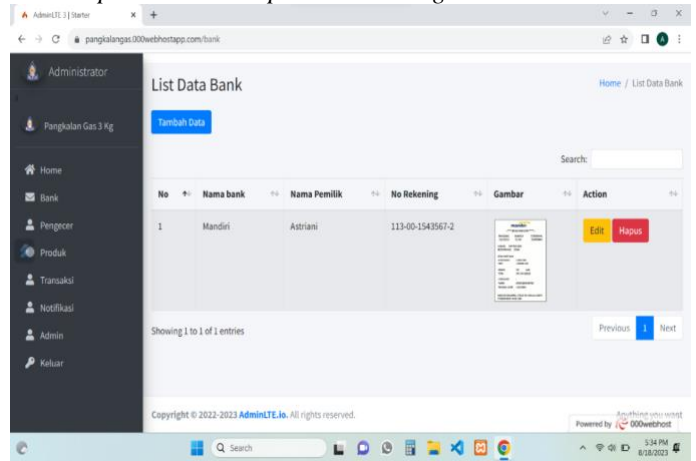 AdminLTE 3 | Starter
pangkalangas.000webhostapp.com/bank
Administrator
Pangkalan Gas 3 Kg
Home
Bank
Pengecer
Produk
Transaksi
Notifikasi
Admin
Keluar
List Data Bank
Home / List Data Bank
Tambah Data
Search:
No Nama bank Nama Pemilik No Rekening Gambar Action
1 Mandiri Astriani 113-00-1543567-2 Edit Hapus
Showing 1 to 1 of 1 entries
Previous 1 Next
Copyright © 2022-2023 AdminLTE.io. All rights reserved.
Anything you want
Powered by 000webhost
Search
5:34 PM
8/18/2023